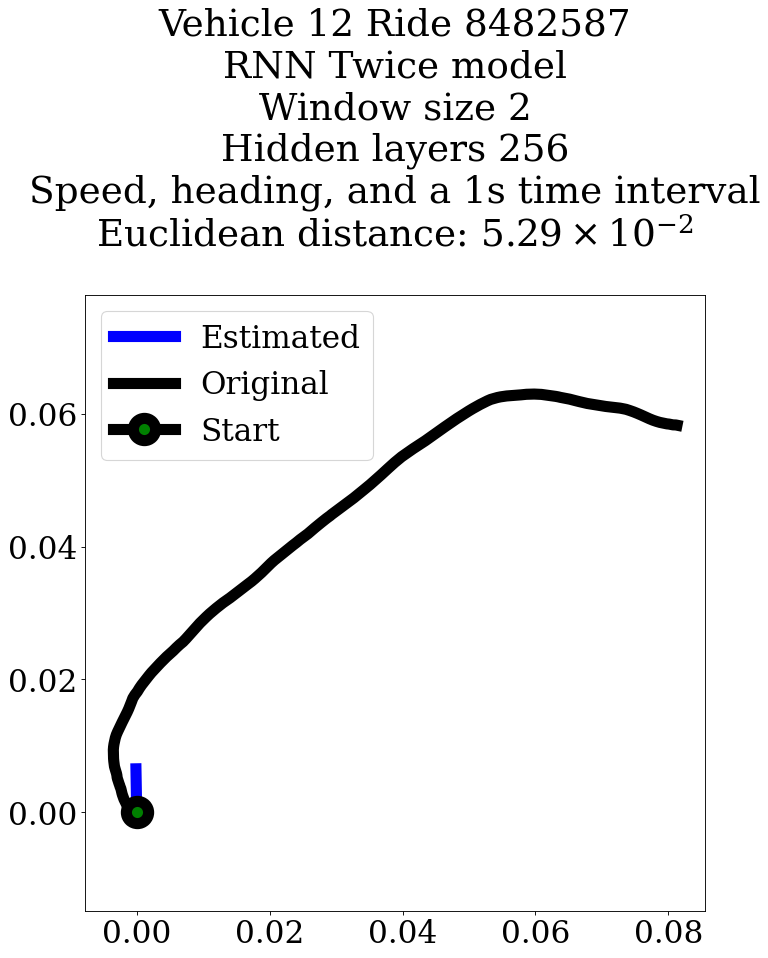 Vehicle 12 Ride 8482587
RNN Twice model
Window size 2
Hidden layers 256
Speed, heading, and a 1s time interval
Euclidean distance: 5.29 × 10⁻²
Estimated
Original
Start
0.06
0.04
0.02
0.00
0.00 0.02 0.04 0.06 0.08